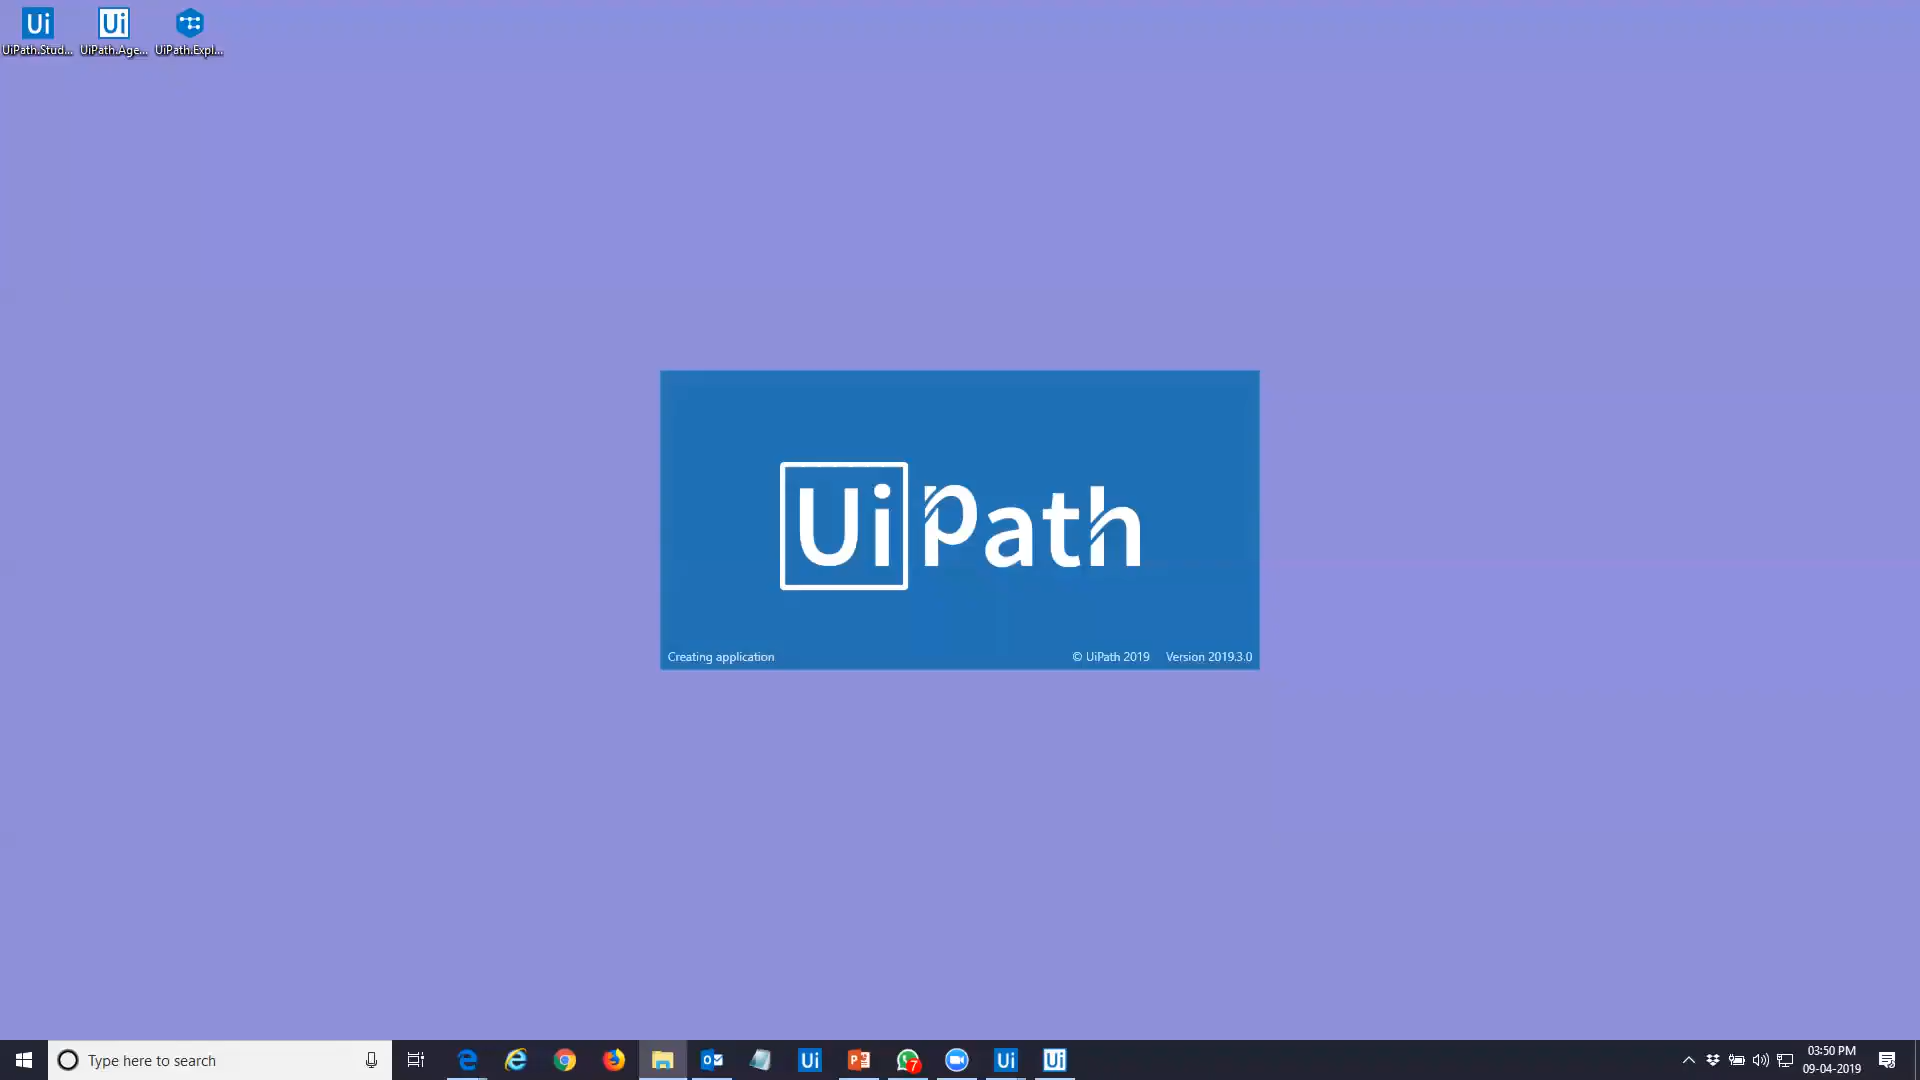 UiPath.Stud...
UiPath.Age...
UiPath.Expl...
UiPath
Creating application
© UiPath 2019 Version 2019.3.0
Type here to search
7
03:50 PM
09-04-2019